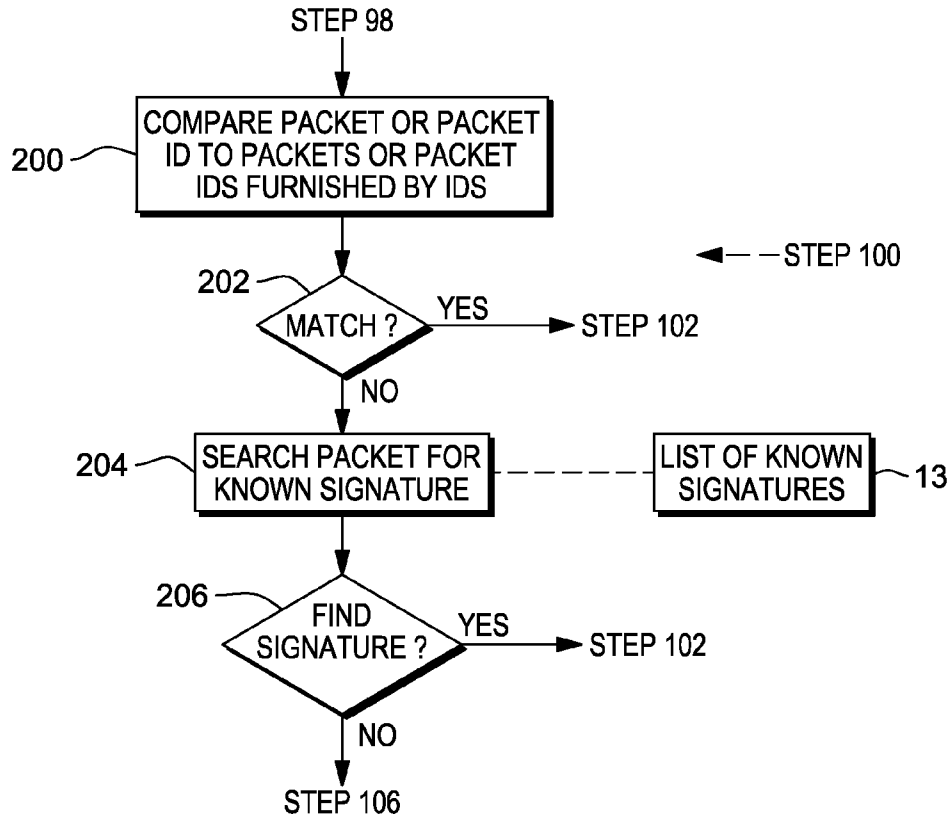 STEP 98
200
COMPARE PACKET OR PACKET
ID TO PACKETS OR PACKET
IDS FURNISHED BY IDS
STEP 100
202
MATCH ?
YES
STEP 102
NO
204
SEARCH PACKET FOR
KNOWN SIGNATURE
LIST OF KNOWN
SIGNATURES
13
206
FIND
SIGNATURE ?
YES
STEP 102
NO
STEP 106